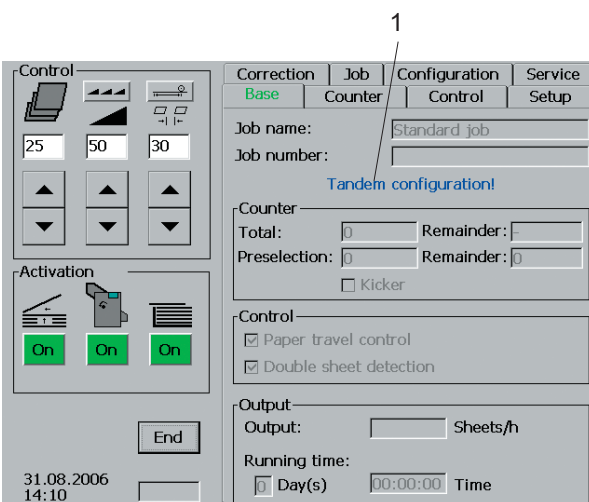 1
Control
25 50 30
Activation
On On On
End
31.08.2006
14:10
Correction Job Configuration Service
Base Counter Control Setup
Job name: Standard job
Job number:
Tandem configuration!
Counter
Total: 0 Remainder: -
Preselection: 0 Remainder: 0
Kicker
Control
Paper travel control
Double sheet detection
Output
Output: Sheets/h
Running time:
0 Day(s) 00:00:00 Time